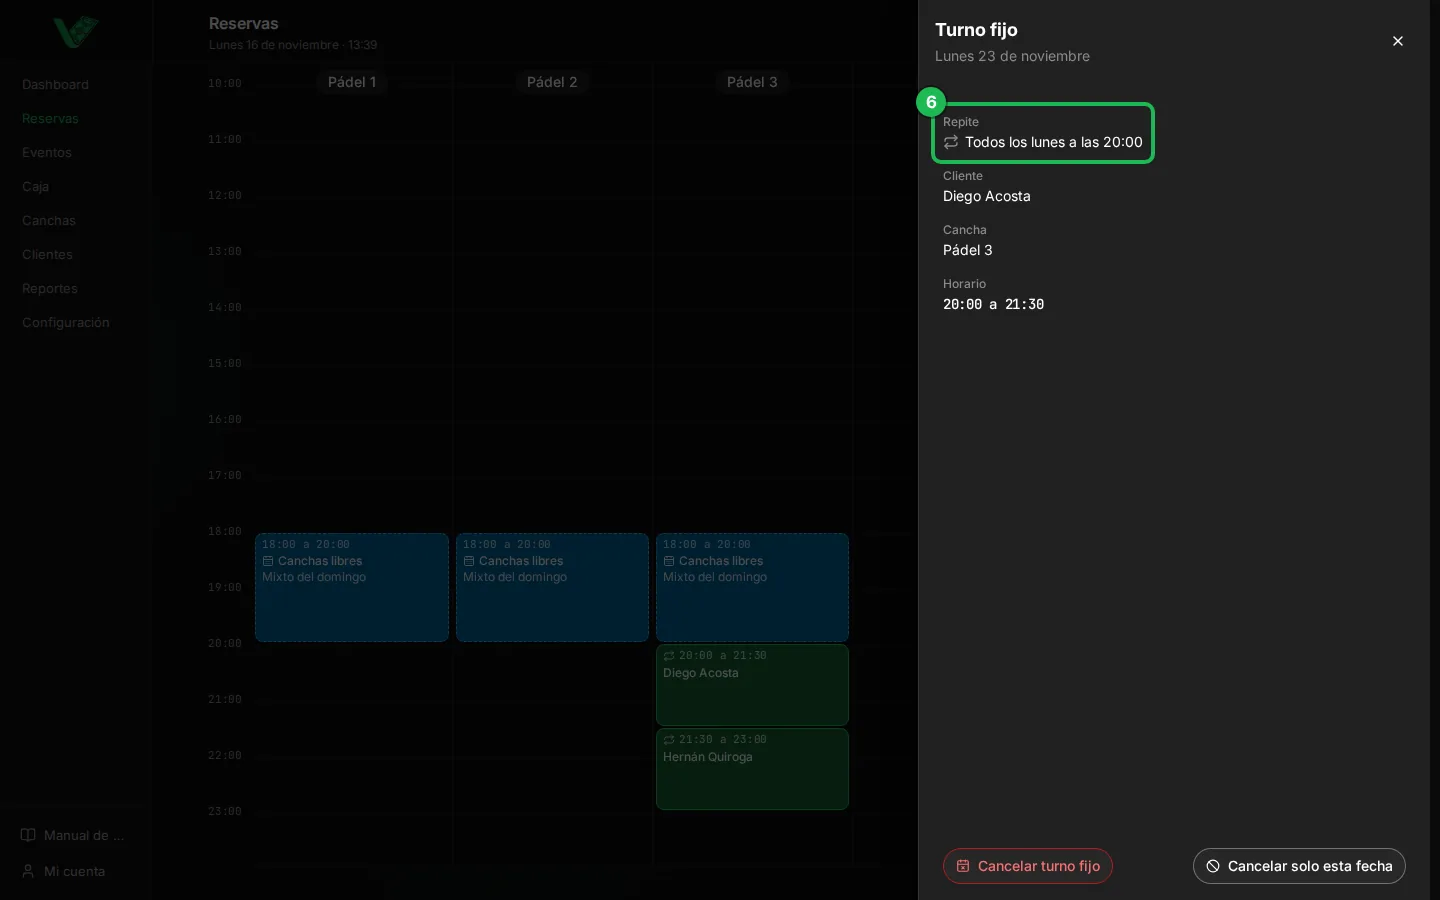 Reservas
Lunes 16 de noviembre · 13:39
Dashboard
Reservas
Eventos
Caja
Canchas
Clientes
Reportes
Configuración
Manual de ...
Mi cuenta
Pádel 1
Pádel 2
Pádel 3
10:00
11:00
12:00
13:00
14:00
15:00
16:00
17:00
18:00
19:00
20:00
21:00
22:00
23:00
18:00 a 20:00
Canchas libres
Mixto del domingo
18:00 a 20:00
Canchas libres
Mixto del domingo
18:00 a 20:00
Canchas libres
Mixto del domingo
20:00 a 21:30
Diego Acosta
21:30 a 23:00
Hernán Quiroga
Turno fijo
Lunes 23 de noviembre
6
Repite
Todos los lunes a las 20:00
Cliente
Diego Acosta
Cancha
Pádel 3
Horario
20:00 a 21:30
Cancelar turno fijo
Cancelar solo esta fecha